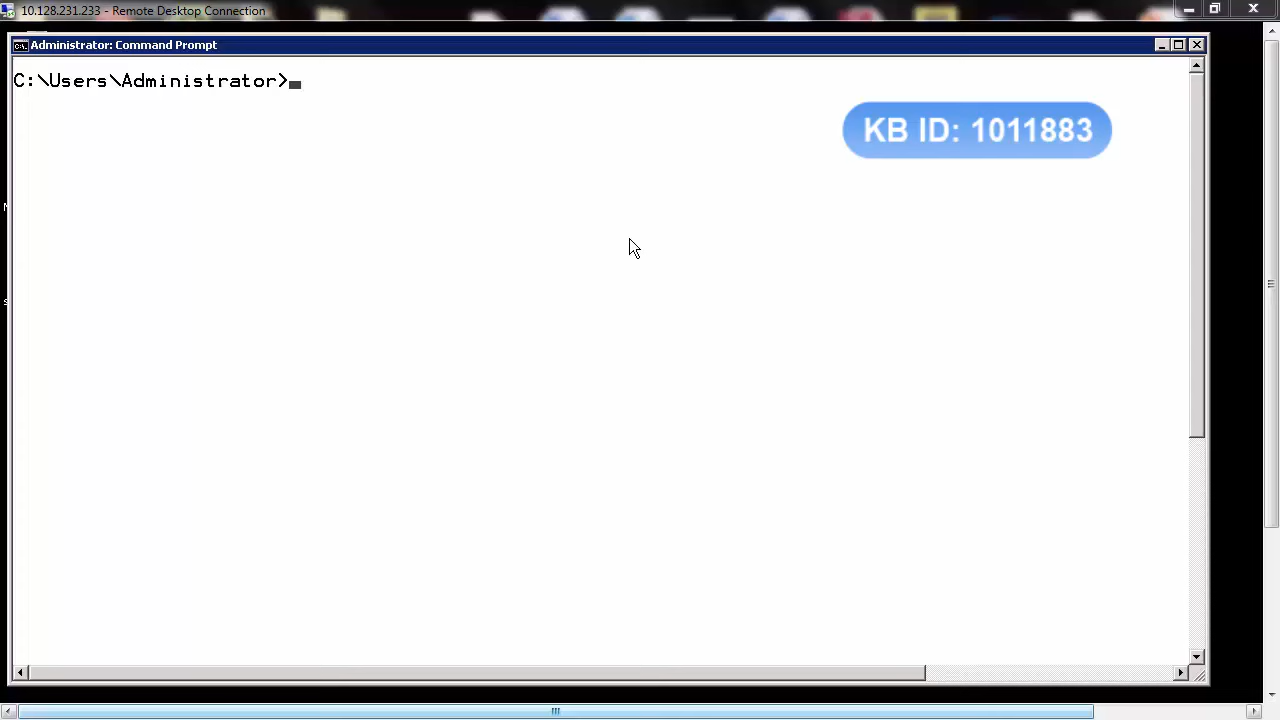 10.128.231.233 - Remote Desktop Connection
Administrator: Command Prompt
C:\Users\Administrator>
KB ID: 1011883